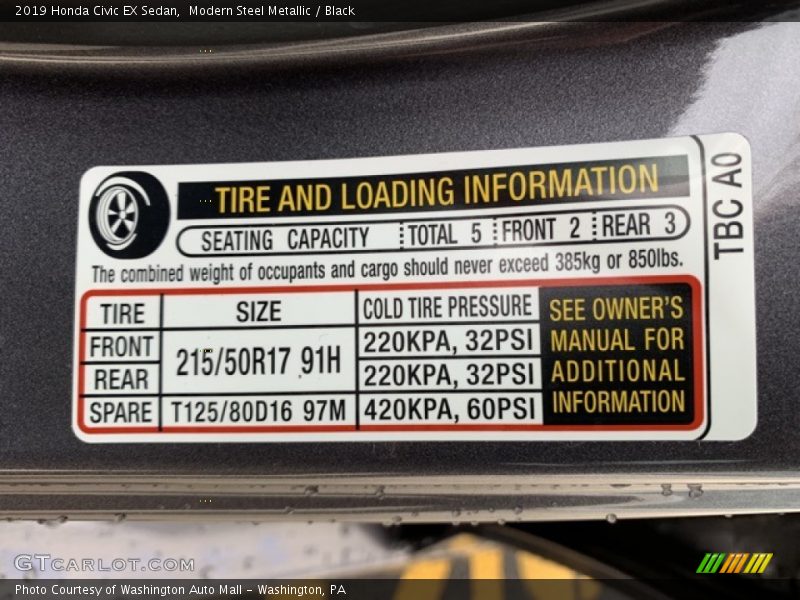 2019 Honda Civic EX Sedan,  Modern Steel Metallic / Black
TIRE AND LOADING INFORMATION
SEATING CAPACITY TOTAL 5 FRONT 2 REAR 3
The combined weight of occupants and cargo should never exceed 385kg or 850lbs.
TIRE SIZE COLD TIRE PRESSURE
FRONT 215/50R17 91H 220KPA, 32PSI
REAR 220KPA, 32PSI
SPARE T125/80D16 97M 420KPA, 60PSI
SEE OWNER'S
MANUAL FOR
ADDITIONAL
INFORMATION
TBC A0
GTCARLOT.COM
Photo Courtesy of Washington Auto Mall - Washington, PA